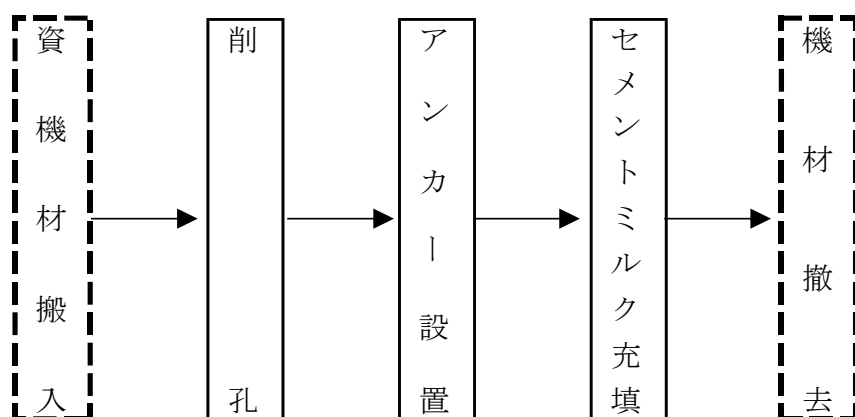 資機材搬入
削孔
アンカー設置
セメントミルク充填
機材撤去